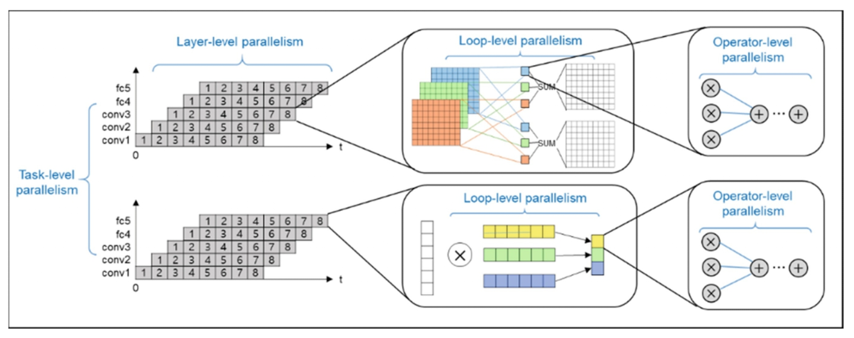 Layer-level parallelism
Loop-level parallelism
Operator-level
parallelism
fc5 1 2 3 4 5 6 7 8
fc4 1 2 3 4 5 6 7 8
conv3 1 2 3 4 5 6 7 8
conv2 1 2 3 4 5 6 7 8
conv1 1 2 3 4 5 6 7 8
0 t
SUM
SUM
× × × + ... +
Task-level
parallelism
Loop-level parallelism
Operator-level
parallelism
fc5 1 2 3 4 5 6 7 8
fc4 1 2 3 4 5 6 7 8
conv3 1 2 3 4 5 6 7 8
conv2 1 2 3 4 5 6 7 8
conv1 1 2 3 4 5 6 7 8
0 t
×
× × × + ... +